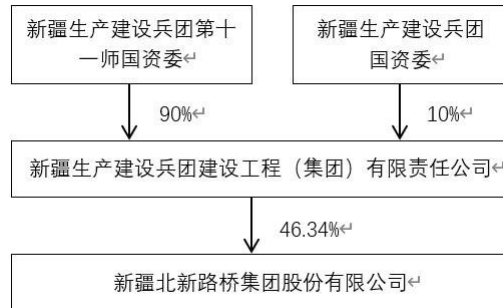 新疆生产建设兵团第十
一师国资委↵
新疆生产建设兵团
国资委↵
90%↵
10%↵
新疆生产建设兵团建设工程（集团）有限责任公司↵
46.34%↵
新疆北新路桥集团股份有限公司↵